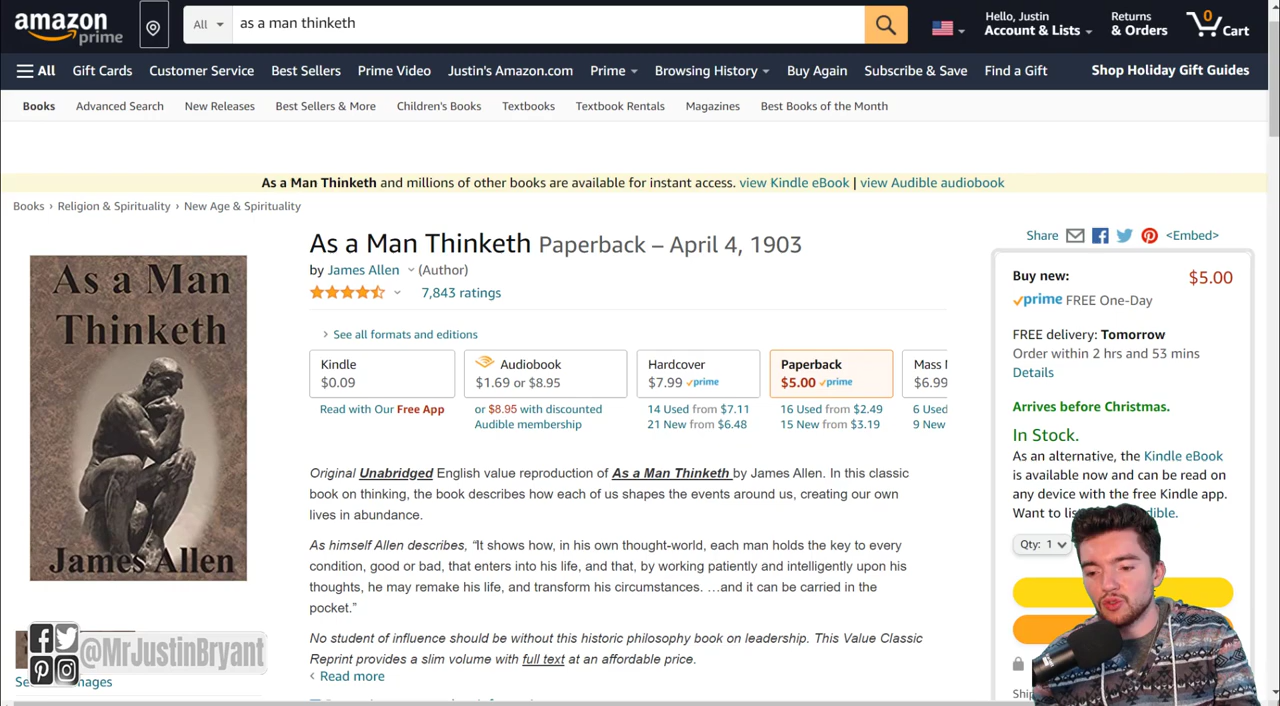 amazon
prime
All
as a man thinketh
Hello, Justin
Account & Lists
Returns
& Orders
0
Cart
All
Gift Cards
Customer Service
Best Sellers
Prime Video
Justin's Amazon.com
Prime
Browsing History
Buy Again
Subscribe & Save
Find a Gift
Shop Holiday Gift Guides
Books
Advanced Search
New Releases
Best Sellers & More
Children's Books
Textbooks
Textbook Rentals
Magazines
Best Books of the Month
As a Man Thinketh and millions of other books are available for instant access. view Kindle eBook | view Audible audiobook
Books › Religion & Spirituality › New Age & Spirituality
As a Man
Thinketh
James Allen
@MrJustinBryant
See
mages
As a Man Thinketh Paperback – April 4, 1903
by James Allen (Author)
7,843 ratings
› See all formats and editions
Kindle
$0.09
Read with Our Free App
Audiobook
$1.69 or $8.95
or $8.95 with discounted
Audible membership
Hardcover
$7.99 prime
14 Used from $7.11
21 New from $6.48
Paperback
$5.00 prime
16 Used from $2.49
15 New from $3.19
Mass
$6.99
6 Used
9 New
Original Unabridged English value reproduction of As a Man Thinketh by James Allen. In this classic
book on thinking, the book describes how each of us shapes the events around us, creating our own
lives in abundance.
As himself Allen describes, “It shows how, in his own thought-world, each man holds the key to every
condition, good or bad, that enters into his life, and that, by working patiently and intelligently upon his
thoughts, he may remake his life, and transform his circumstances. …and it can be carried in the
pocket.”
No student of influence should be without this historic philosophy book on leadership. This Value Classic
Reprint provides a slim volume with full text at an affordable price.
‹ Read more
Share
<Embed>
Buy new:
$5.00
prime FREE One-Day
FREE delivery: Tomorrow
Order within 2 hrs and 53 mins
Details
Arrives before Christmas.
In Stock.
As an alternative, the Kindle eBook
is available now and can be read on
any device with the free Kindle app.
Want to
Qty: 1